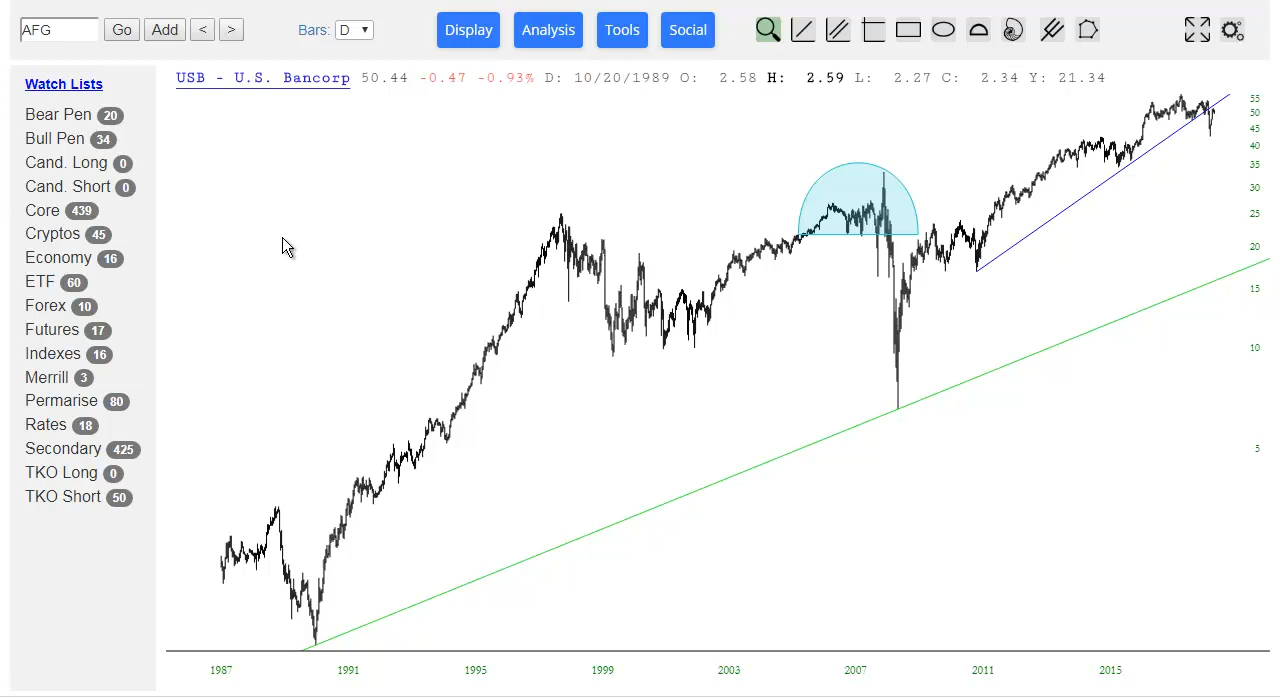 AFG Go Add < > Bars: D Display Analysis Tools Social
Watch Lists
Bear Pen 20
Bull Pen 34
Cand. Long 0
Cand. Short 0
Core 439
Cryptos 45
Economy 16
ETF 60
Forex 10
Futures 17
Indexes 16
Merrill 3
Permarise 80
Rates 18
Secondary 425
TKO Long 0
TKO Short 50
USB - U.S. Bancorp 50.44 -0.47 -0.93% D: 10/20/1989 O: 2.58 H: 2.59 L: 2.27 C: 2.34 Y: 21.34
55
50
45
40
35
30
25
20
15
10
5
1987 1991 1995 1999 2003 2007 2011 2015